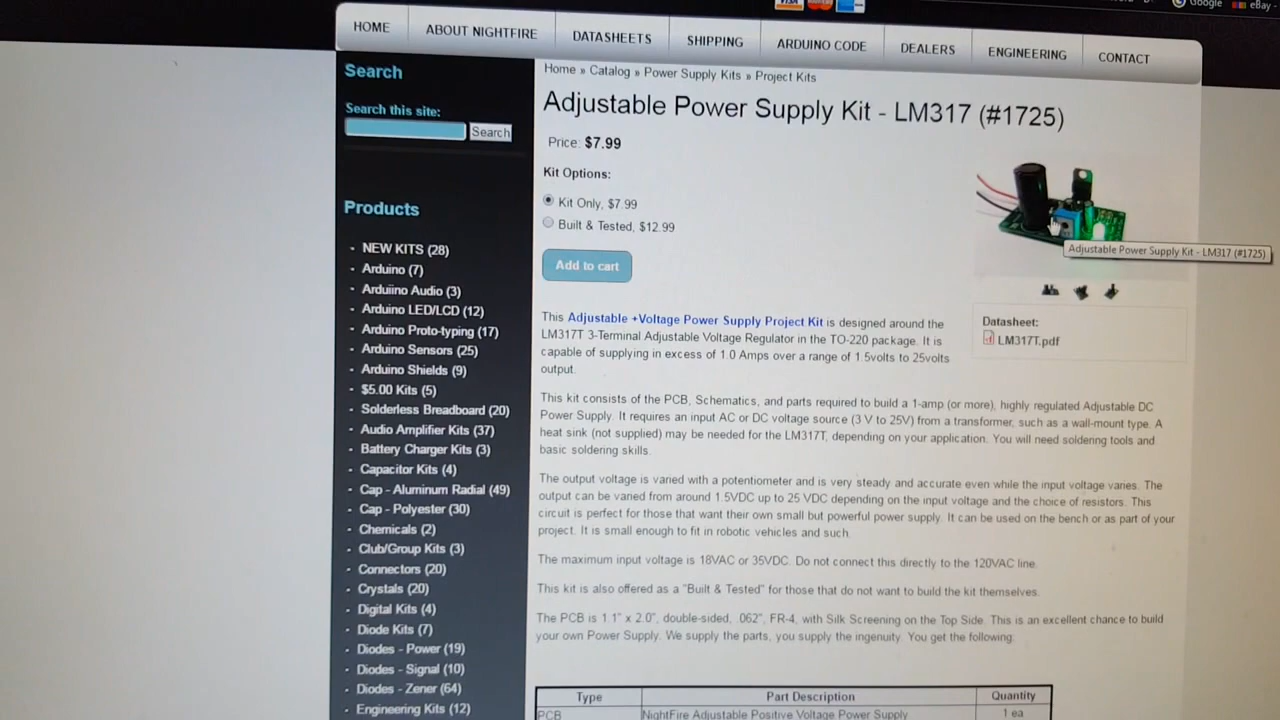 VISA
Google
eBay
HOME
ABOUT NIGHTFIRE
DATASHEETS
SHIPPING
ARDUINO CODE
DEALERS
ENGINEERING
CONTACT
Search
Search this site:
Search
Products
NEW KITS (28)
Arduino (7)
Arduiino Audio (3)
Arduino LED/LCD (12)
Arduino Proto-typing (17)
Arduino Sensors (25)
Arduino Shields (9)
$5.00 Kits (5)
Solderless Breadboard (20)
Audio Amplifier Kits (37)
Battery Charger Kits (3)
Capacitor Kits (4)
Cap - Aluminum Radial (49)
Cap - Polyester (30)
Chemicals (2)
Club/Group Kits (3)
Connectors (20)
Crystals (20)
Digital Kits (4)
Diode Kits (7)
Diodes - Power (19)
Diodes - Signal (10)
Diodes - Zener (64)
Engineering Kits (12)
Home » Catalog » Power Supply Kits » Project Kits
Adjustable Power Supply Kit - LM317 (#1725)
Price: $7.99
Kit Options:
Kit Only, $7.99
Built & Tested, $12.99
Add to cart
Adjustable Power Supply Kit - LM317 (#1725)
Datasheet:
LM317T.pdf
This Adjustable +Voltage Power Supply Project Kit is designed around the
LM317T 3-Terminal Adjustable Voltage Regulator in the TO-220 package. It is
capable of supplying in excess of 1.0 Amps over a range of 1.5volts to 25volts
output.
This kit consists of the PCB, Schematics, and parts required to build a 1-amp (or more), highly regulated Adjustable DC
Power Supply. It requires an input AC or DC voltage source (3 V to 25V) from a transformer, such as a wall-mount type. A
heat sink (not supplied) may be needed for the LM317T, depending on your application. You will need soldering tools and
basic soldering skills.
The output voltage is varied with a potentiometer and is very steady and accurate even while the input voltage varies. The
output can be varied from around 1.5VDC up to 25 VDC depending on the input voltage and the choice of resistors. This
circuit is perfect for those that want their own small but powerful power supply. It can be used on the bench or as part of your
project. It is small enough to fit in robotic vehicles and such.
The maximum input voltage is 18VAC or 35VDC. Do not connect this directly to the 120VAC line.
This kit is also offered as a "Built & Tested" for those that do not want to build the kit themselves.
The PCB is 1.1" x 2.0", double-sided, .062", FR-4, with Silk Screening on the Top Side. This is an excellent chance to build
your own Power Supply. We supply the parts, you supply the ingenuity. You get the following:
Type Part Description Quantity
PCB NightFire Adjustable Positive Voltage Power Supply 1 ea